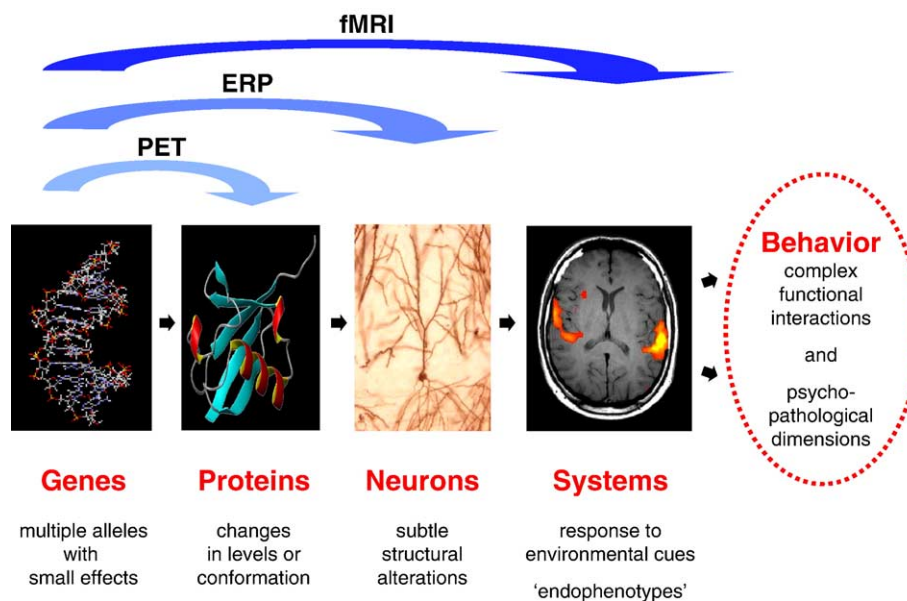 fMRI
ERP
PET
Behavior
complex
functional
interactions
and
psycho-
pathological
dimensions
Genes
multiple alleles
with
small effects
Proteins
changes
in levels or
conformation
Neurons
subtle
structural
alterations
Systems
response to
environmental cues
'endophenotypes'